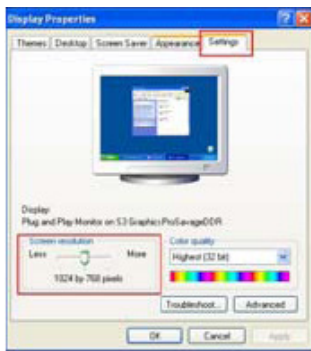 Display Properties
Themes Desktop Screen Saver Appearance Settings
Display:
Plug and Play Monitor on S3 Graphics ProSavageDDR
Screen resolution
Less More
1024 by 768 pixels
Color quality
Highest (32 bit)
Troubleshoot... Advanced
OK Cancel Apply